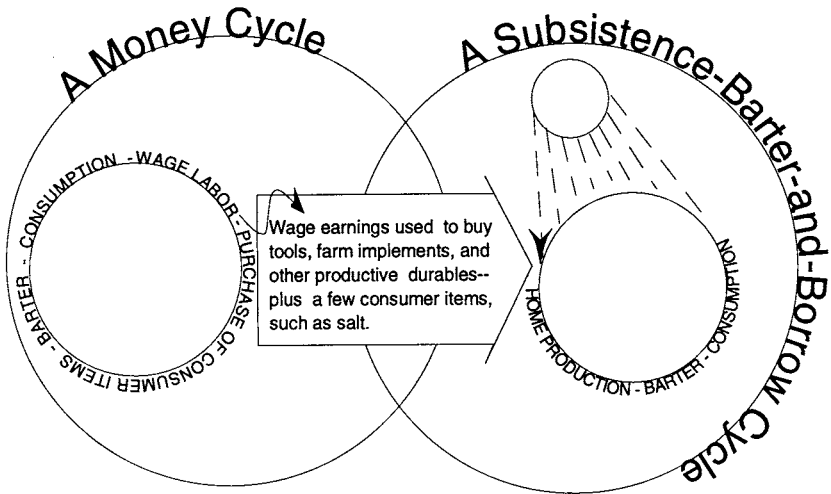 A Money Cycle
A Subsistence-Barter-and-Borrow Cycle
CONSUMPTION - WAGE LABOR - PURCHASE OF CONSUMER ITEMS - BARTER -
Wage earnings used to buy
tools, farm implements, and
other productive durables--
plus a few consumer items,
such as salt.
HOME PRODUCTION - BARTER - CONSUMPTION